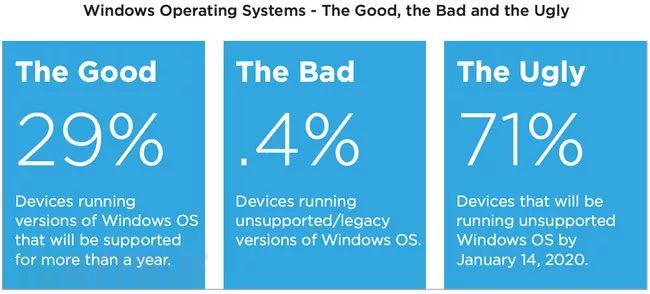 Windows Operating Systems - The Good, the Bad and the Ugly
The Good
29%
Devices running
versions of Windows OS
that will be supported
for more than a year.
The Bad
.4%
Devices running
unsupported/legacy
versions of Windows OS.
The Ugly
71%
Devices that will be
running unsupported
Windows OS by
January 14, 2020.